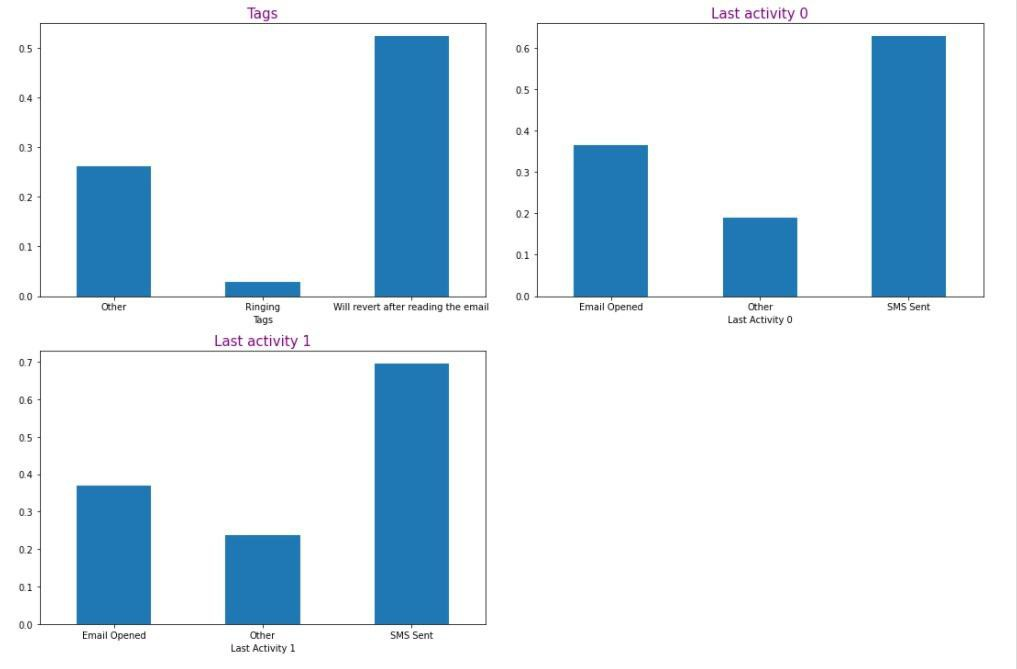 Tags
0.5
0.4
0.3
0.2
0.1
0.0
Other Ringing Will revert after reading the email
Tags
Last activity 0
0.6
0.5
0.4
0.3
0.2
0.1
0.0
Email Opened Other SMS Sent
Last Activity 0
Last activity 1
0.7
0.6
0.5
0.4
0.3
0.2
0.1
0.0
Email Opened Other SMS Sent
Last Activity 1